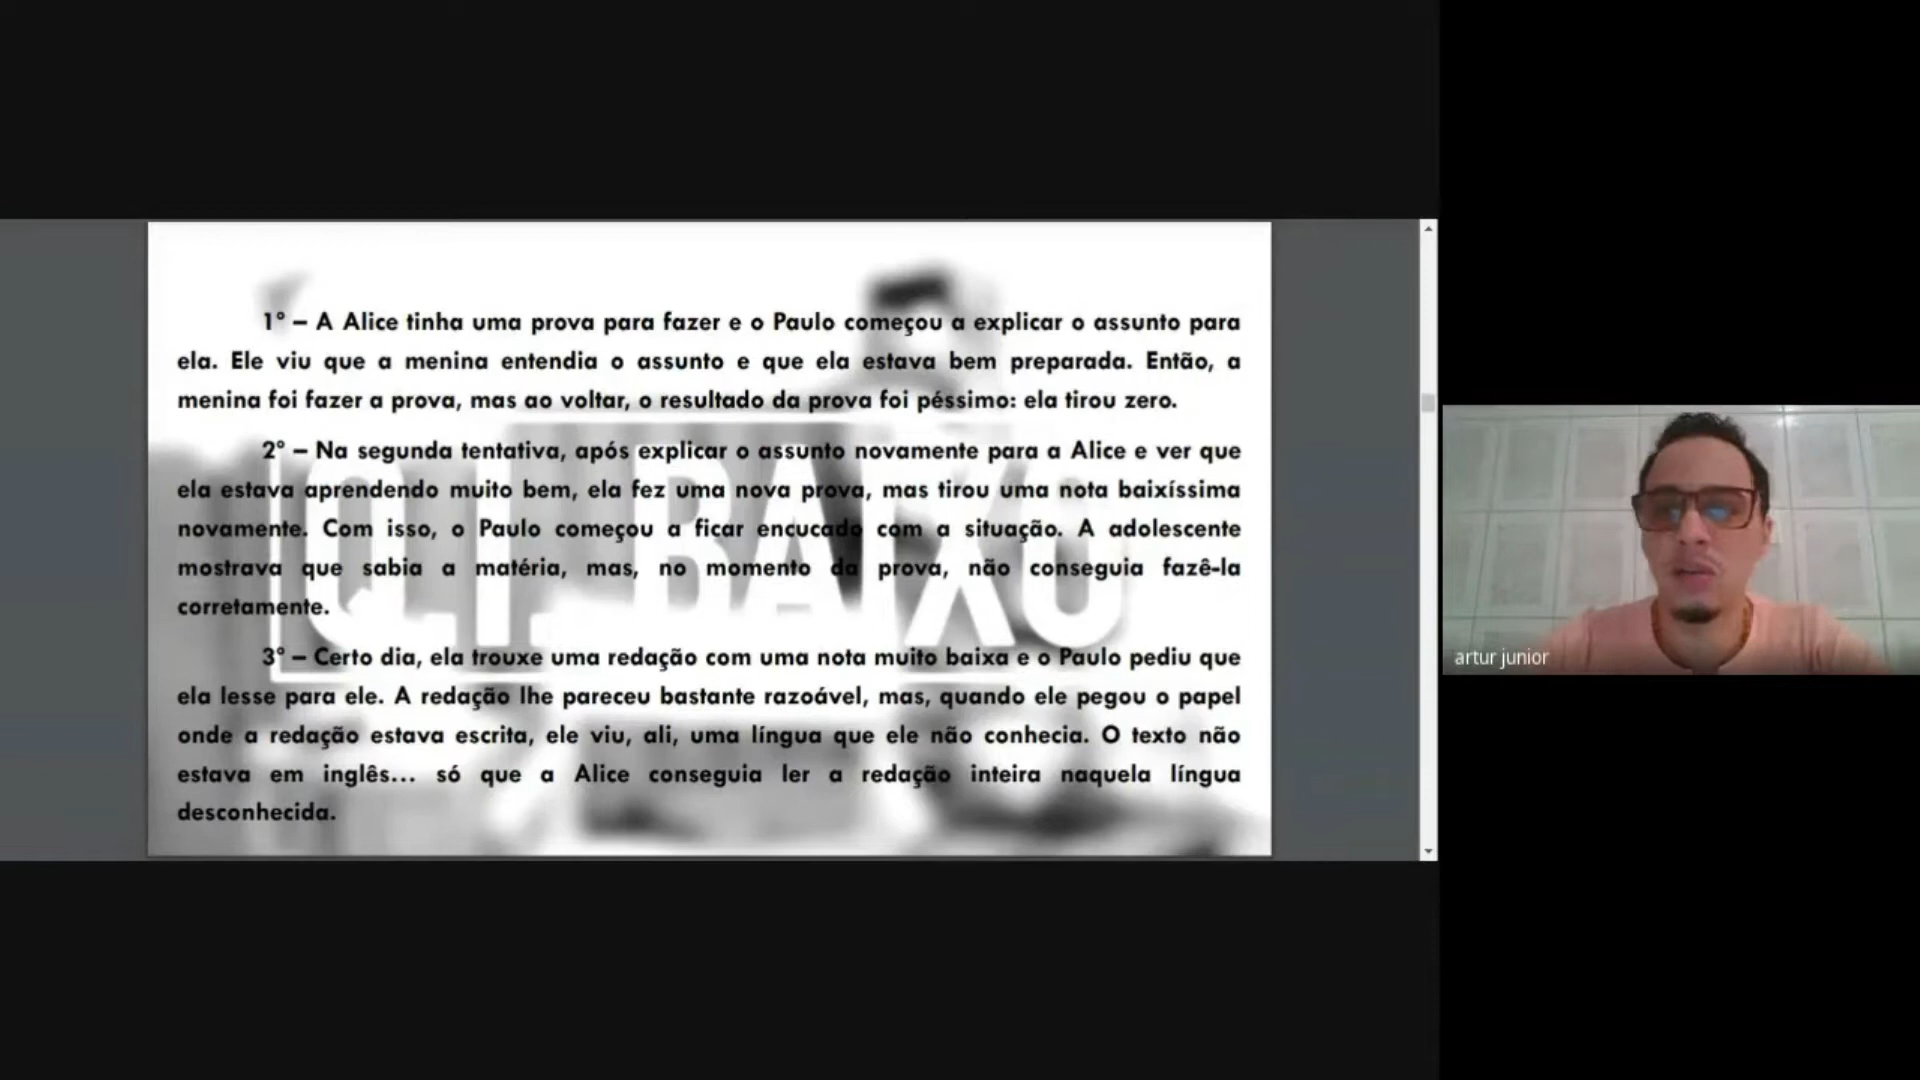 1° – A Alice tinha uma prova para fazer e o Paulo começou a explicar o assunto para
ela. Ele viu que a menina entendia o assunto e que ela estava bem preparada. Então, a
menina foi fazer a prova, mas ao voltar, o resultado da prova foi péssimo: ela tirou zero.
2° – Na segunda tentativa, após explicar o assunto novamente para a Alice e ver que
ela estava aprendendo muito bem, ela fez uma nova prova, mas tirou uma nota baixíssima
novamente. Com isso, o Paulo começou a ficar encucado com a situação. A adolescente
mostrava que sabia a matéria, mas, no momento da prova, não conseguia fazê-la
corretamente.
3° – Certo dia, ela trouxe uma redação com uma nota muito baixa e o Paulo pediu que
ela lesse para ele. A redação lhe pareceu bastante razoável, mas, quando ele pegou o papel
onde a redação estava escrita, ele viu, ali, uma língua que ele não conhecia. O texto não
estava em inglês... só que a Alice conseguia ler a redação inteira naquela língua
desconhecida.
Q.I. BAIXO
artur junior